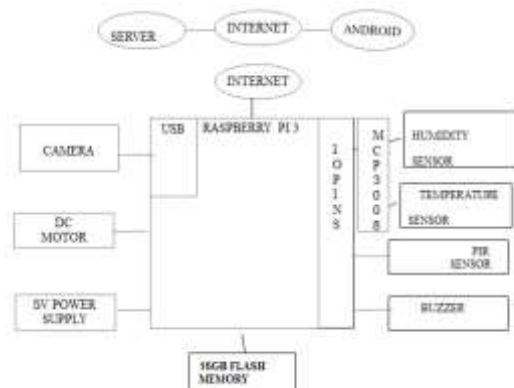 SERVER
INTERNET
ANDROID
INTERNET
USB
RASPBERRY PI 3
CAMERA
IOPINS
MCP3008
HUMIDITY
SENSOR
TEMPERATURE
SENSOR
DC
MOTOR
PIR
SENSOR
5V POWER
SUPPLY
BUZZER
FLASH
MEMORY